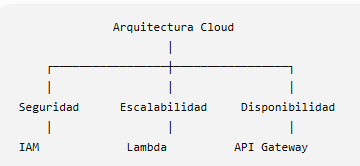 Arquitectura Cloud
Seguridad Escalabilidad Disponibilidad
IAM Lambda API Gateway